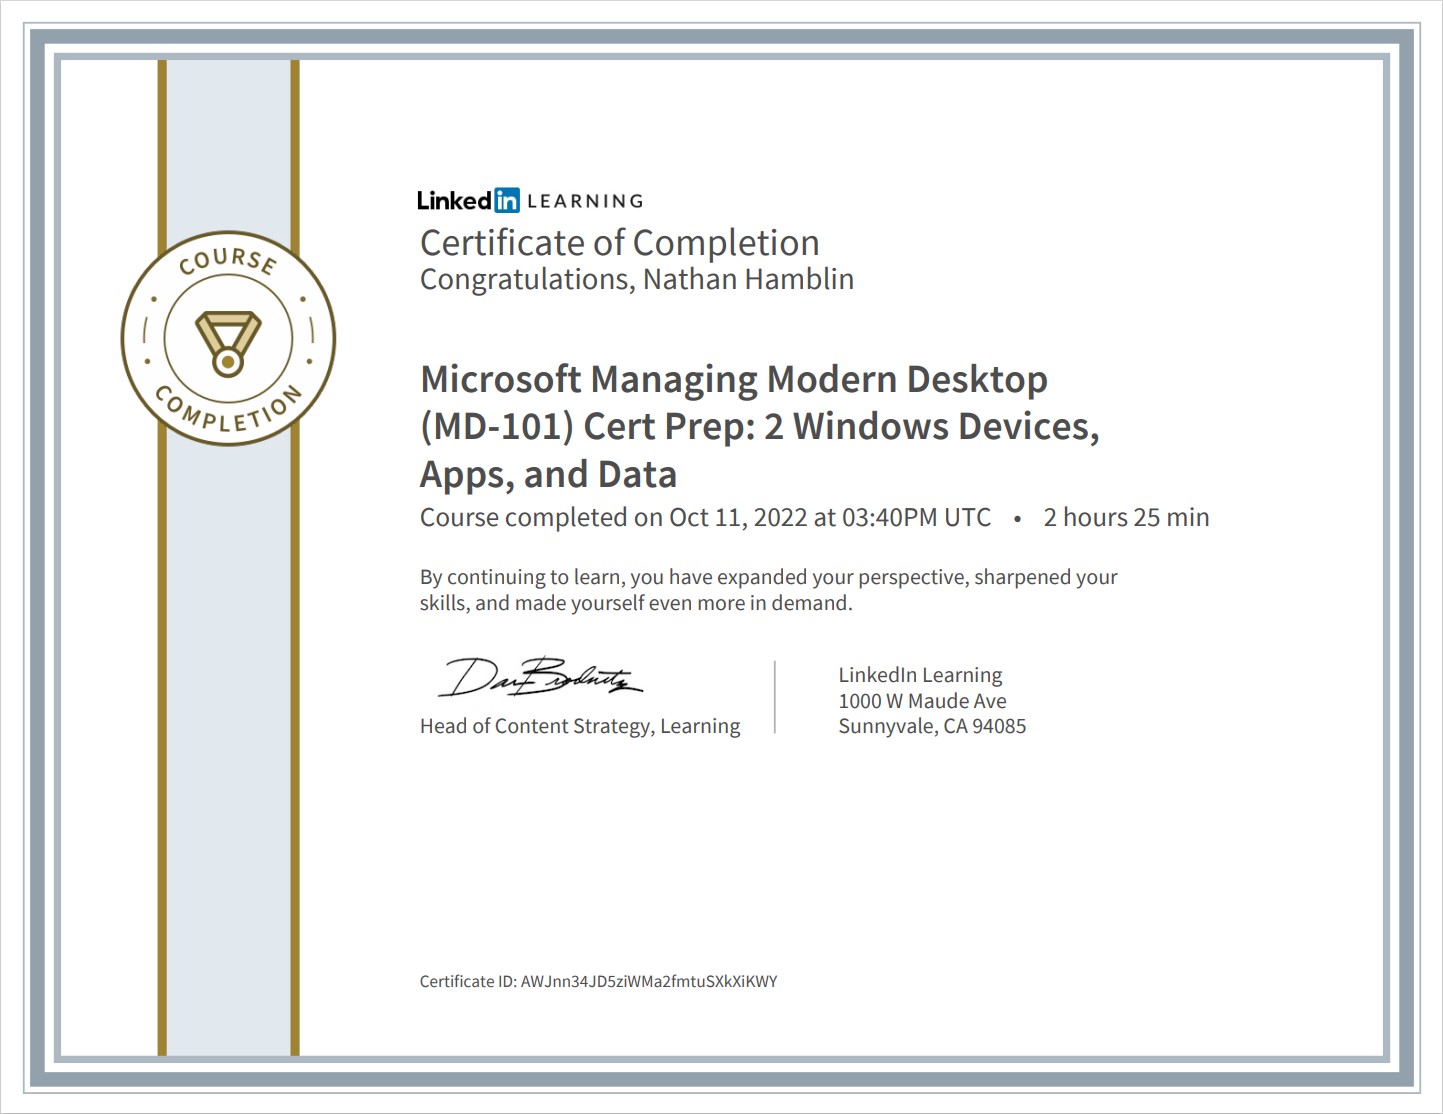 COURSE
COMPLETION
Linkedin LEARNING
Certificate of Completion
Congratulations, Nathan Hamblin
Microsoft Managing Modern Desktop
(MD-101) Cert Prep: 2 Windows Devices,
Apps, and Data
Course completed on Oct 11, 2022 at 03:40PM UTC • 2 hours 25 min
By continuing to learn, you have expanded your perspective, sharpened your
skills, and made yourself even more in demand.
Dan Brodnitz
Head of Content Strategy, Learning
LinkedIn Learning
1000 W Maude Ave
Sunnyvale, CA 94085
Certificate ID: AWJnn34JD5ziWMa2fmtuSXkXiKWY